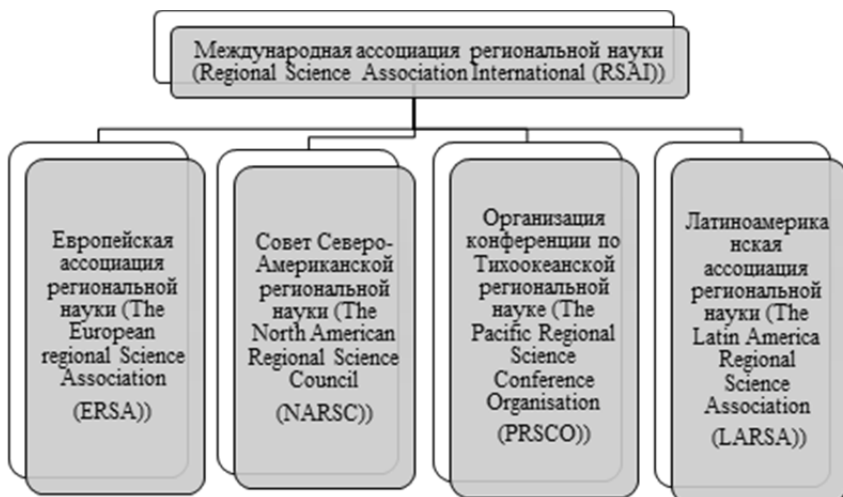 Международная ассоциация региональной науки
(Regional Science Association International (RSAI))
Европейская
ассоциация
региональной
науки (The
European
regional Science
Association
(ERSA))
Совет Северо-
Американской
региональной
науки (The
North American
Regional Science
Council
(NARSC))
Организация
конференции по
Тихоокеанской
региональной
науке (The
Pacific Regional
Science
Conference
Organisation
(PRSCO))
Латиноамерика
нская
ассоциация
региональной
науки (The
Latin America
Regional
Science
Association
(LARSA))